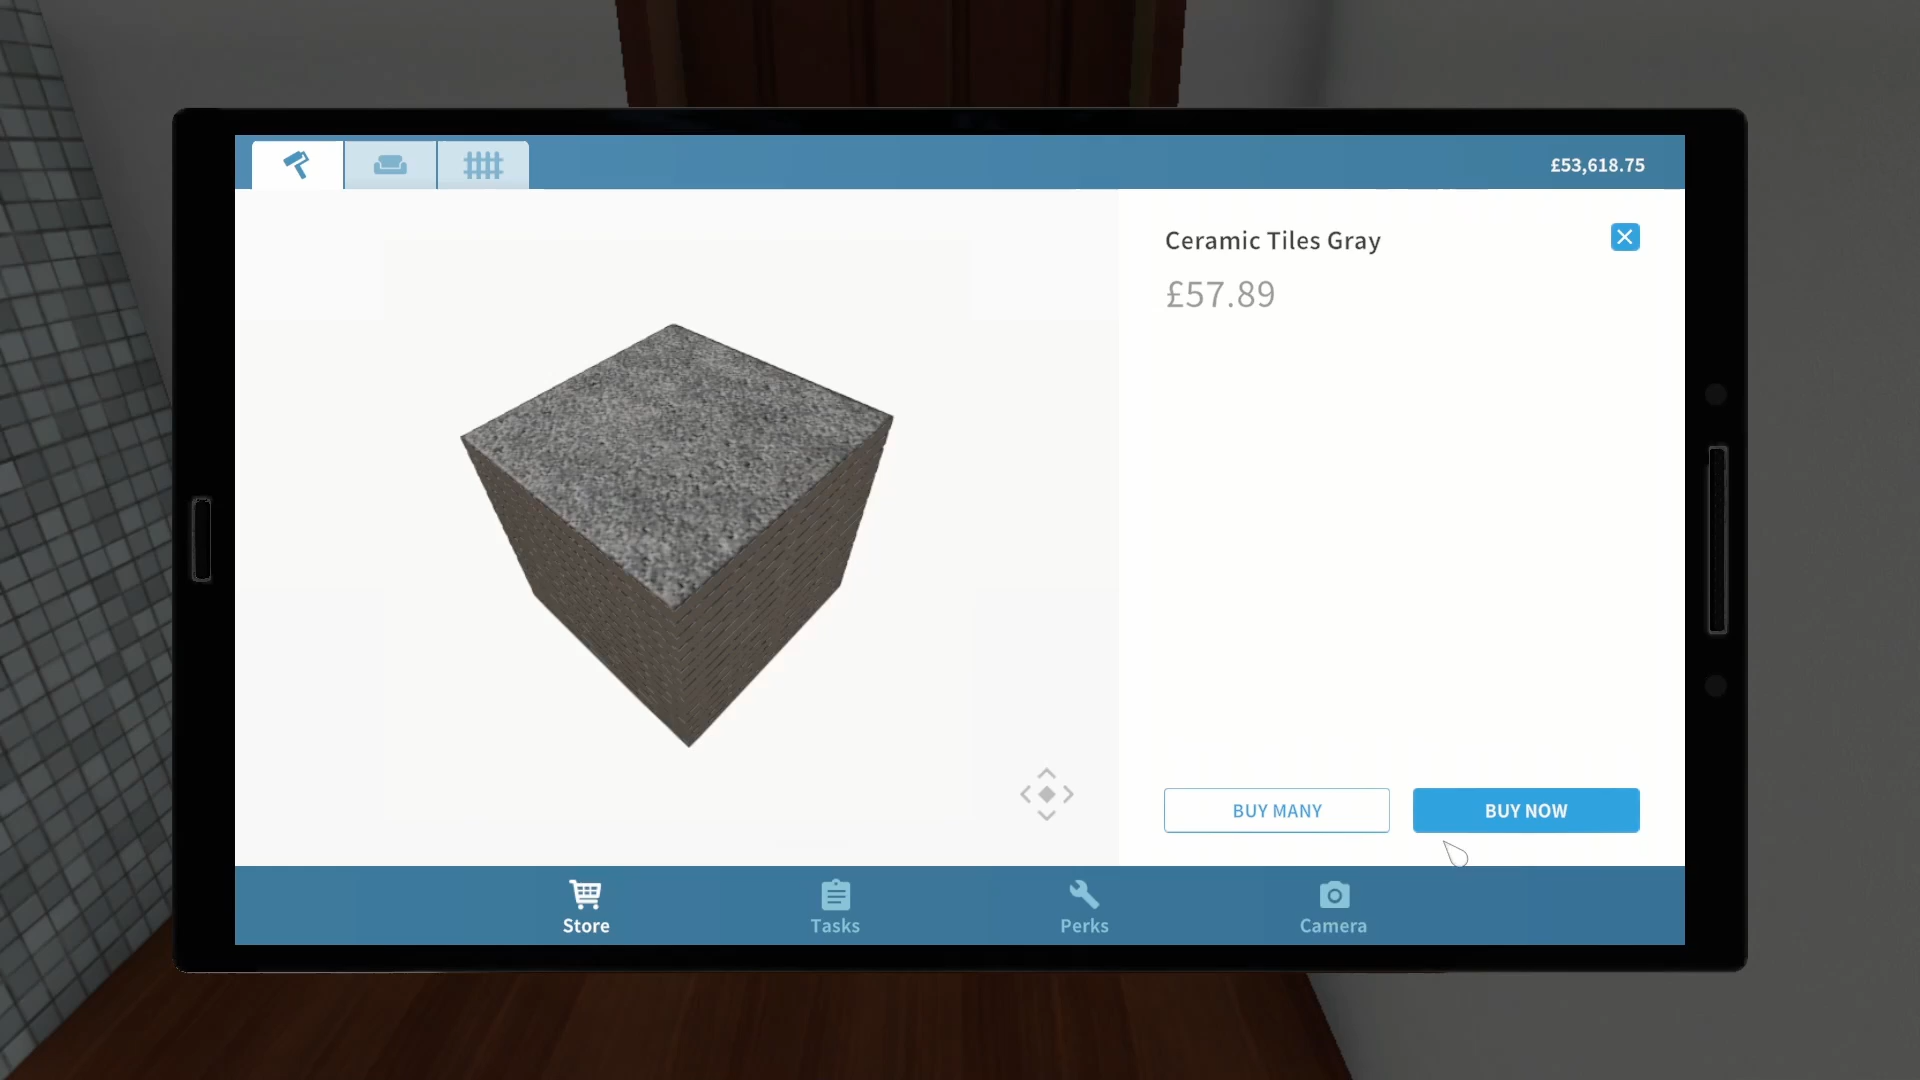 £53,618.75
Ceramic Tiles Gray
£57.89
BUY MANY
BUY NOW
Store
Tasks
Perks
Camera